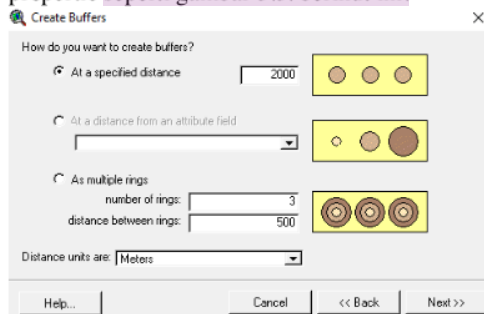 Create Buffers
How do you want to create buffers?
At a specified distance 2000
At a distance from an attribute field
As multiple rings
number of rings: 3
distance between rings: 500
Distance units are: Meters
Help... Cancel << Back Next >>